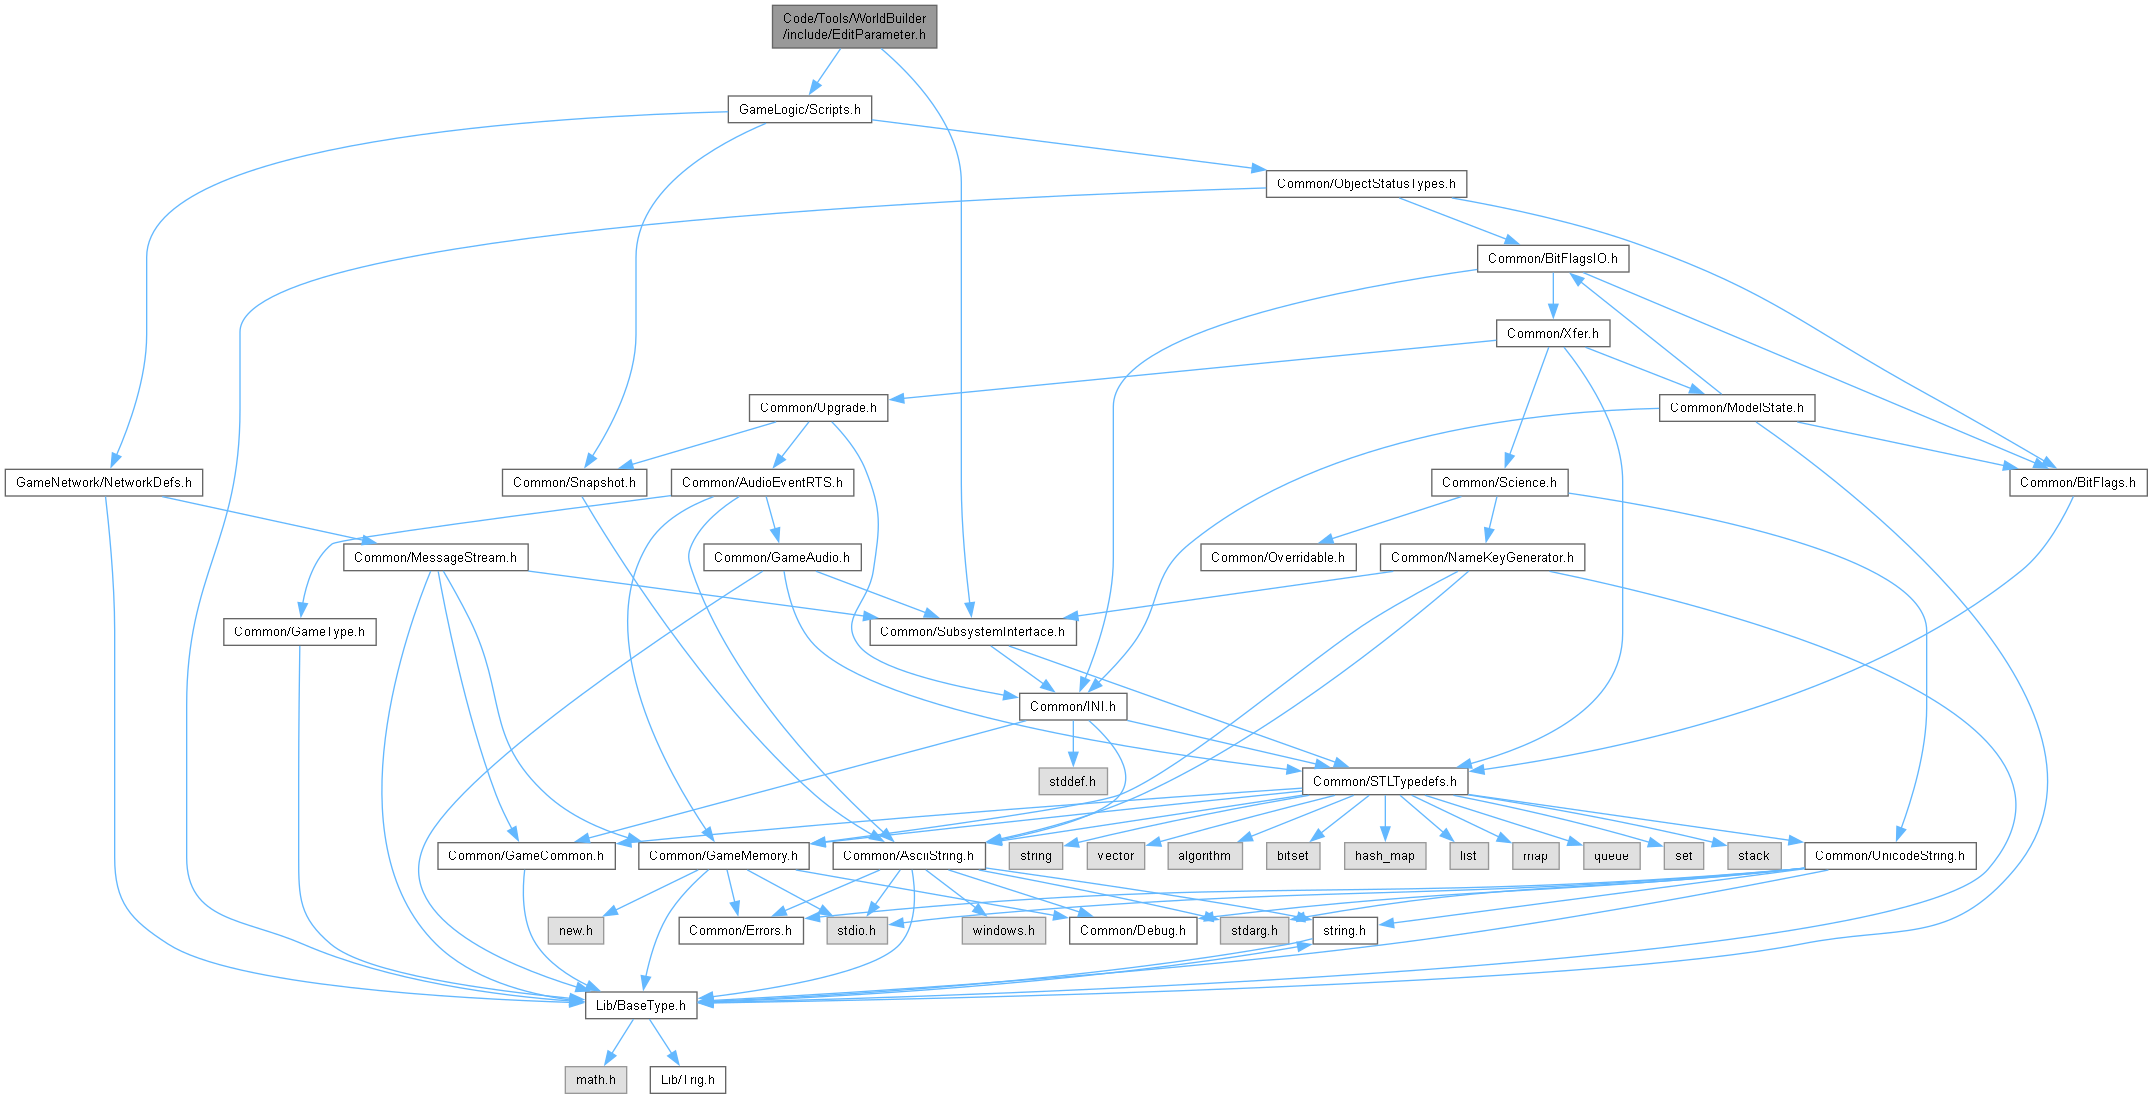 Code/Tools/WorldBuilder
/include/EditParameter.h
GameLogic/Scripts.h
Common/ObjectStatusTypes.h
Common/BitFlagsIO.h
Common/Xfer.h
Common/Upgrade.h
Common/ModelState.h
GameNetwork/NetworkDefs.h
Common/Snapshot.h
Common/AudioEventRTS.h
Common/Science.h
Common/BitFlags.h
Common/MessageStream.h
Common/GameAudio.h
Common/Overridable.h
Common/NameKeyGenerator.h
Common/GameType.h
Common/SubsystemInterface.h
Common/INI.h
stddef.h
Common/STLTypedefs.h
Common/GameCommon.h
Common/GameMemory.h
Common/AsciiString.h
string
vector
algorithm
bitset
hash_map
list
map
queue
set
stack
Common/UnicodeString.h
new.h
Common/Errors.h
stdio.h
windows.h
Common/Debug.h
stdarg.h
string.h
Lib/BaseType.h
math.h
Lib/Trig.h